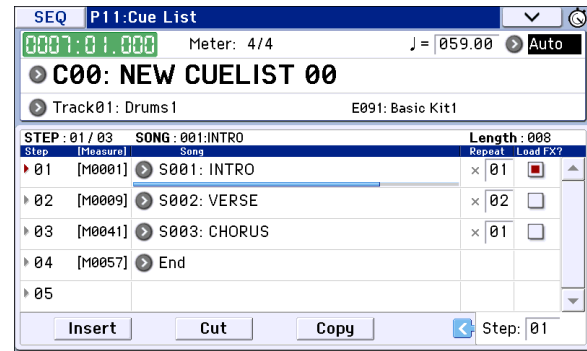 SEQ P11:Cue List
0007:01.000 Meter: 4/4 ♩= 059.00 Auto
C00: NEW CUELIST 00
Track01: Drums1 E091: Basic Kit1
STEP : 01 / 03 SONG : 001:INTRO Length : 008
Step [Measure] Song Repeat Load FX?
01 [M0001] S001: INTRO × 01
02 [M0009] S002: VERSE × 02
03 [M0041] S003: CHORUS × 01
04 [M0057] End
05
Insert Cut Copy Step: 01